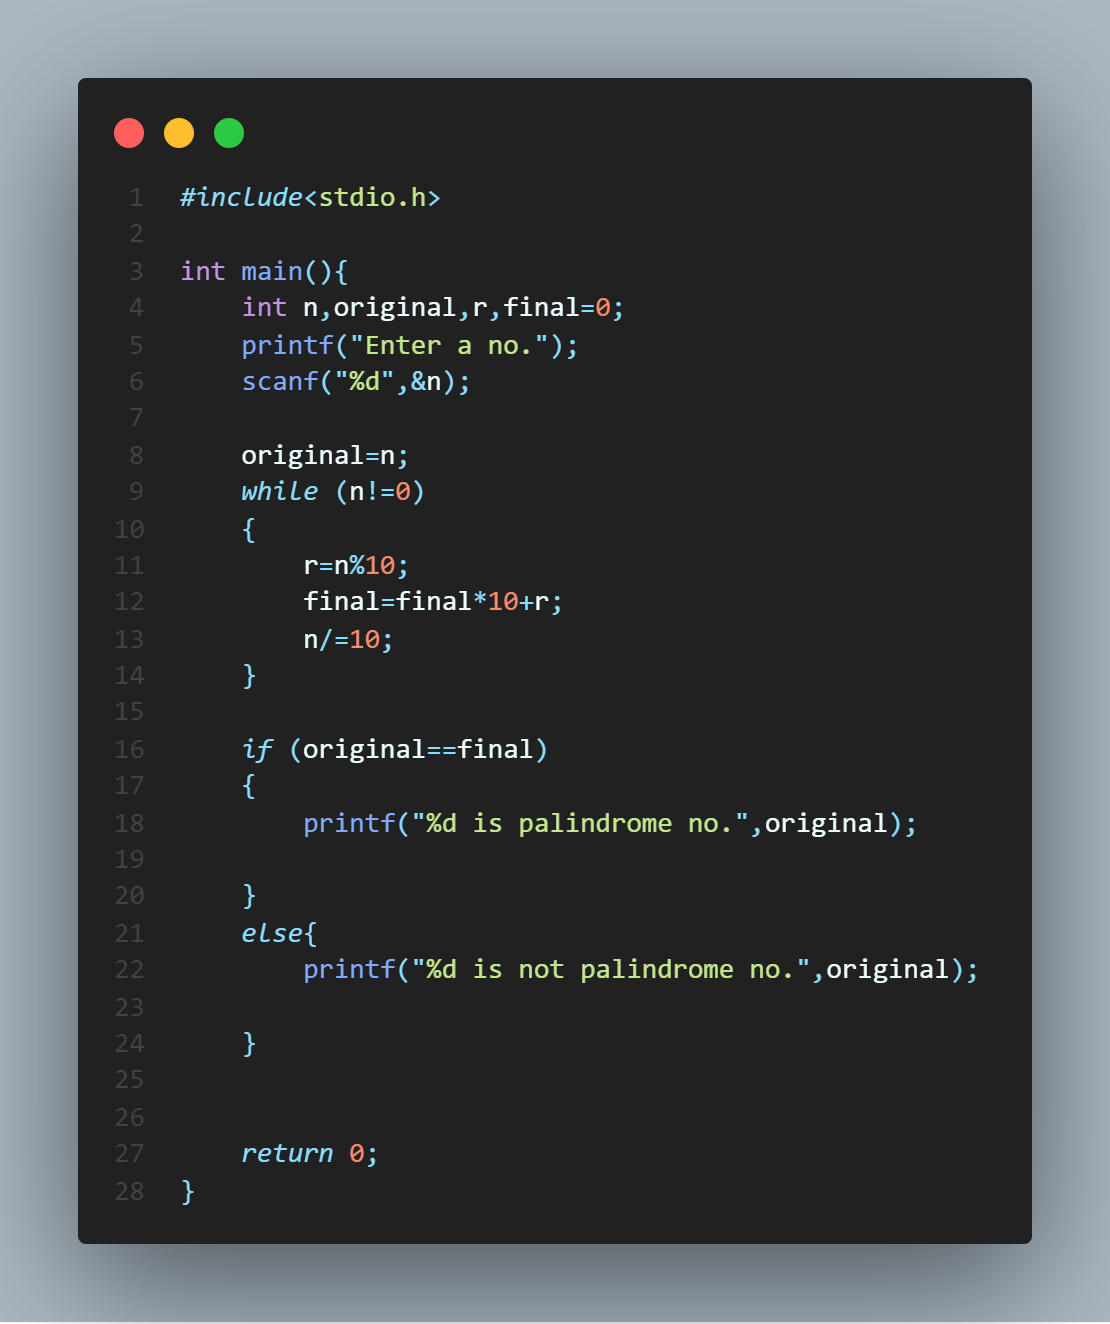 1 #include<stdio.h>
2
3 int main(){
4     int n,original,r,final=0;
5     printf("Enter a no.");
6     scanf("%d",&n);
7
8     original=n;
9     while (n!=0)
10     {
11         r=n%10;
12         final=final*10+r;
13         n/=10;
14     }
15
16     if (original==final)
17     {
18         printf("%d is palindrome no.",original);
19
20     }
21     else{
22         printf("%d is not palindrome no.",original);
23
24     }
25
26
27     return 0;
28 }